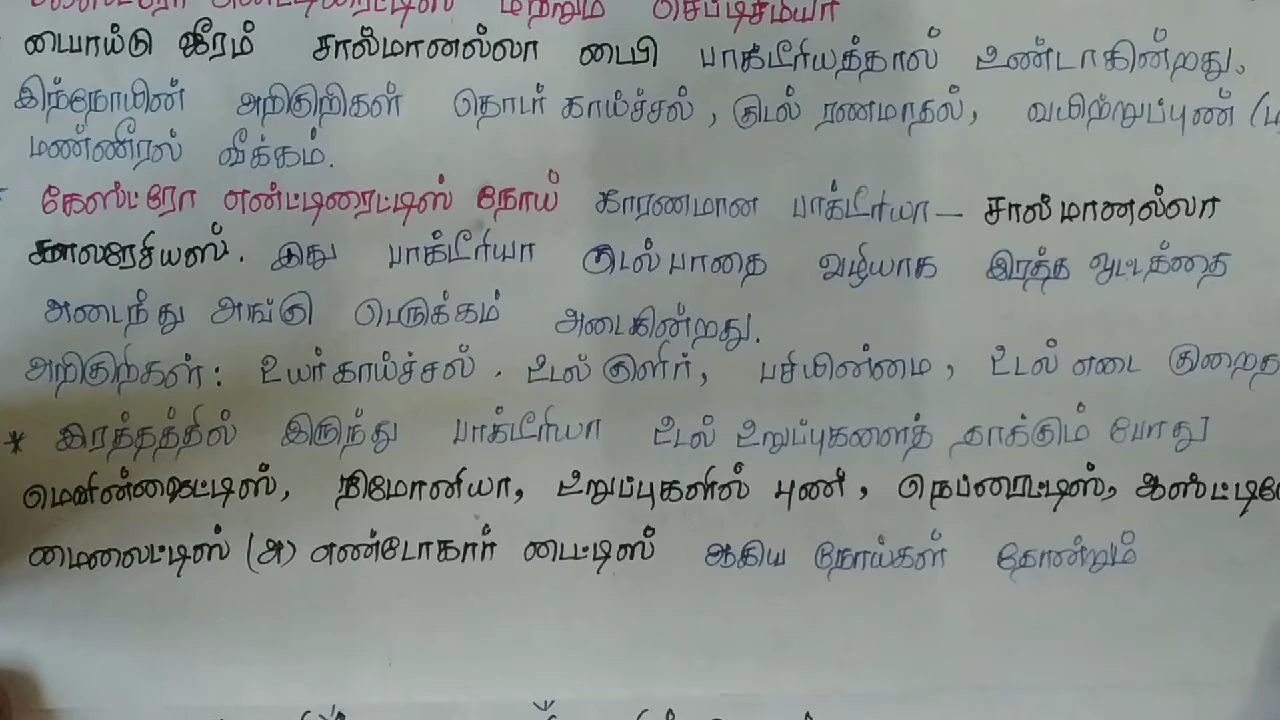 மற்றும் செப்டிசீமியா
டைபாய்டு ஜீரம் சால்மானல்லா டைபி பாக்டீரியத்தால் உண்டாகின்றது.
இந்நோயின் அறிகுறிகள் தொடர் காய்ச்சல், குடல் ரணமாதல், வயிற்றுப்புண்
மண்ணீரல் வீக்கம்.
கேஸ்ட்ரோ என்ட்டிரைட்டிஸ் நோய் காரணமான பாக்டீரியா – சால்மானல்லா
காலரேசியஸ். இது பாக்டீரியா குடல்பாதை வழியாக இரத்த ஓட்டத்தை
அடைந்து அங்கு பெருக்கம் அடைகின்றது.
அறிகுறிகள்: உயர்காய்ச்சல். உடல் குளிர், பசியின்மை, உடல் எடை
* இரத்தத்தில் இருந்து பாக்டீரியா உடல் உறுப்புகளைத் தாக்கும் போது
மெனின்ஜைட்டிஸ், நிமோனியா, உறுப்புகளில் புண், நெப்ரைட்டிஸ்,
மைலைட்டிஸ் (அ) எண்டோகார் டைட்டிஸ் ஆகிய நோய்கள் தோன்றும்